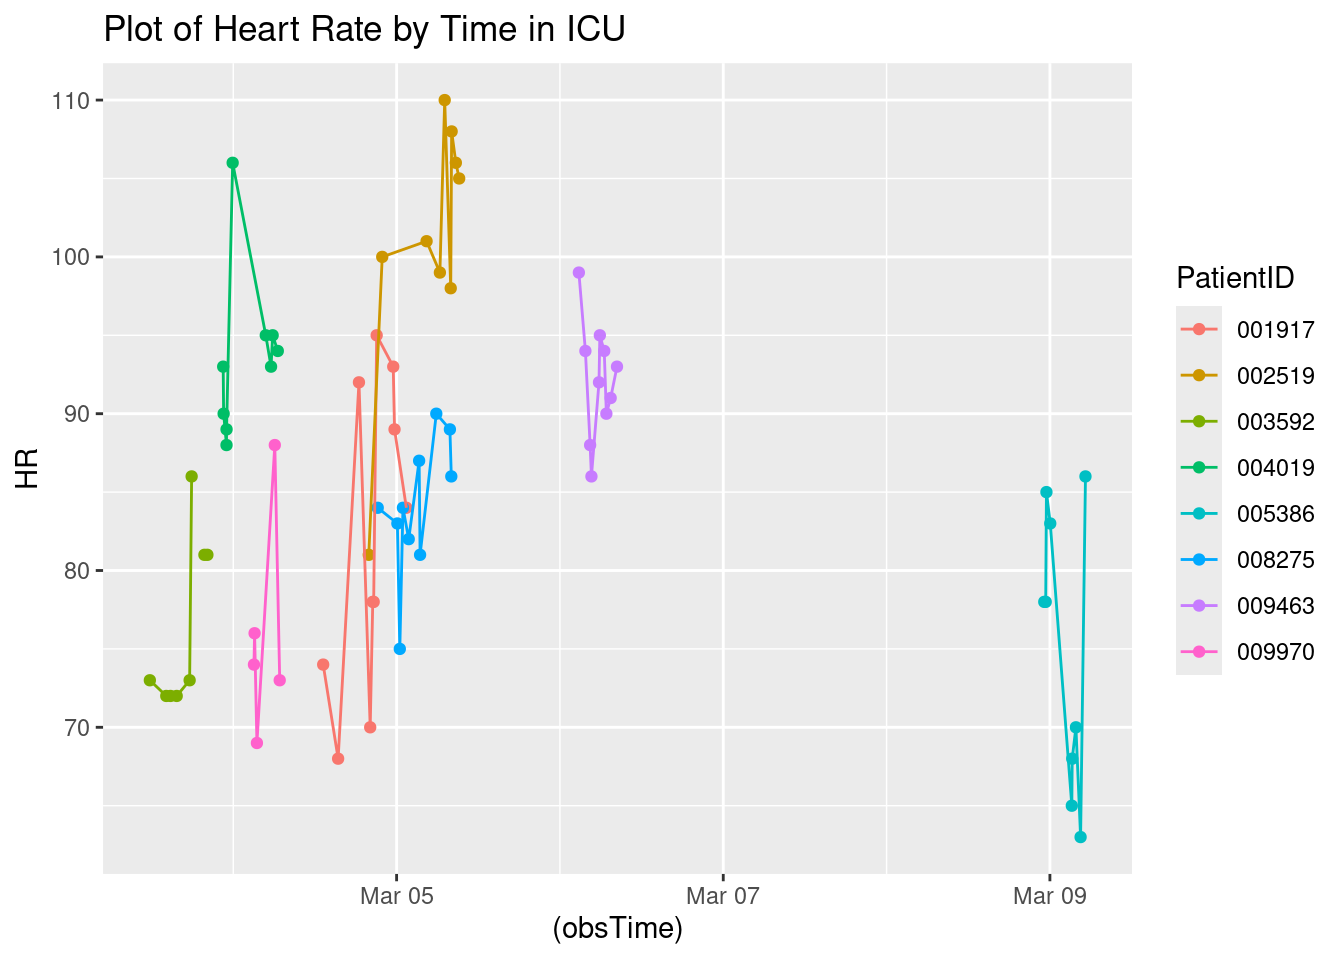 Plot of Heart Rate by Time in ICU
110
100
90
80
70
HR
Mar 05
Mar 07
Mar 09
(obsTime)
PatientID
001917
002519
003592
004019
005386
008275
009463
009970